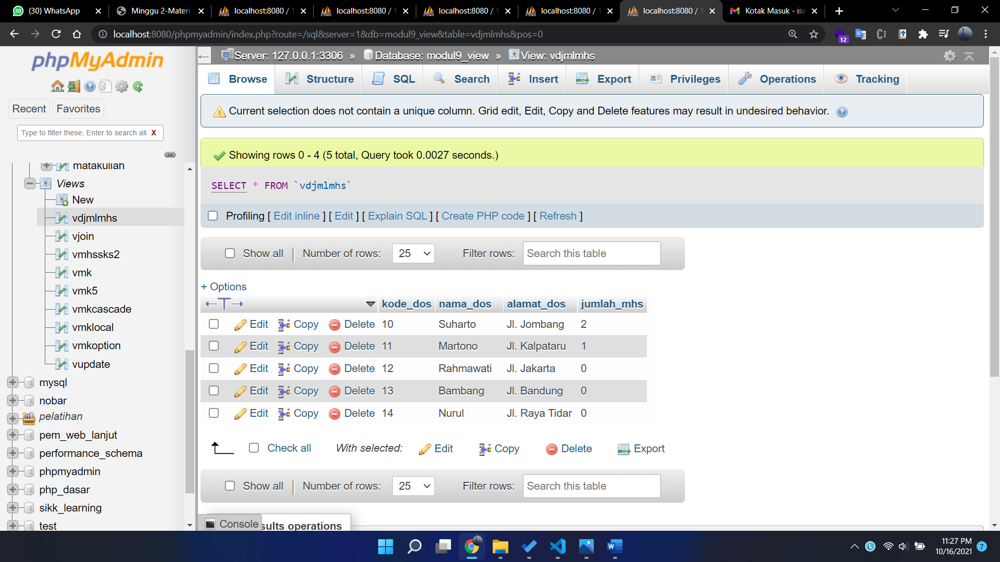 (30) WhatsApp
Minggu 2-Materi
localhost:8080 / 1
localhost:8080 / 1
localhost:8080 / 1
localhost:8080 / 1
localhost:8080 / 1
Kotak Masuk - ise
localhost:8080/phpmyadmin/index.php?route=/sql&server=1&db=modul9_view&table=vdjmlmhs&pos=0
12
phpMyAdmin
Recent
Favorites
Type to filter these, Enter to search all X
matakuliah
Views
New
vdjmlmhs
vjoin
vmhssks2
vmk
vmk5
vmkcascade
vmklocal
vmkoption
vupdate
mysql
nobar
pelatihan
pem_web_lanjut
performance_schema
phpmyadmin
php_dasar
sikk_learning
test
Server: 127.0.0.1:3306 » Database: modul9_view » View: vdjmlmhs
Browse Structure SQL Search Insert Export Privileges Operations Tracking
Current selection does not contain a unique column. Grid edit, Edit, Copy and Delete features may result in undesired behavior.
Showing rows 0 - 4 (5 total, Query took 0.0027 seconds.)
SELECT * FROM `vdjmlmhs`
Profiling [ Edit inline ] [ Edit ] [ Explain SQL ] [ Create PHP code ] [ Refresh ]
Show all | Number of rows: 25 Filter rows: Search this table
+ Options
kode_dos nama_dos alamat_dos jumlah_mhs
Edit Copy Delete 10 Suharto Jl. Jombang 2
Edit Copy Delete 11 Martono Jl. Kalpataru 1
Edit Copy Delete 12 Rahmawati Jl. Jakarta 0
Edit Copy Delete 13 Bambang Jl. Bandung 0
Edit Copy Delete 14 Nurul Jl. Raya Tidar 0
Check all With selected: Edit Copy Delete Export
Show all | Number of rows: 25 Filter rows: Search this table
Console
sults operations
11:27 PM
10/16/2021
7